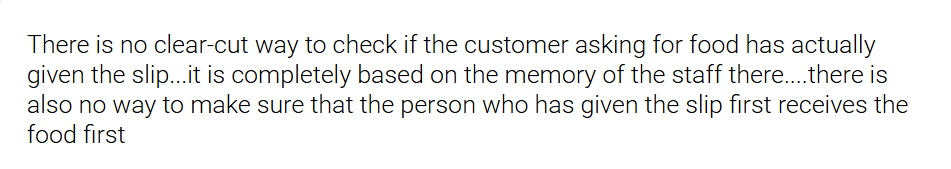 There is no clear-cut way to check if the customer asking for food has actually
given the slip...it is completely based on the memory of the staff there....there is
also no way to make sure that the person who has given the slip first receives the
food first